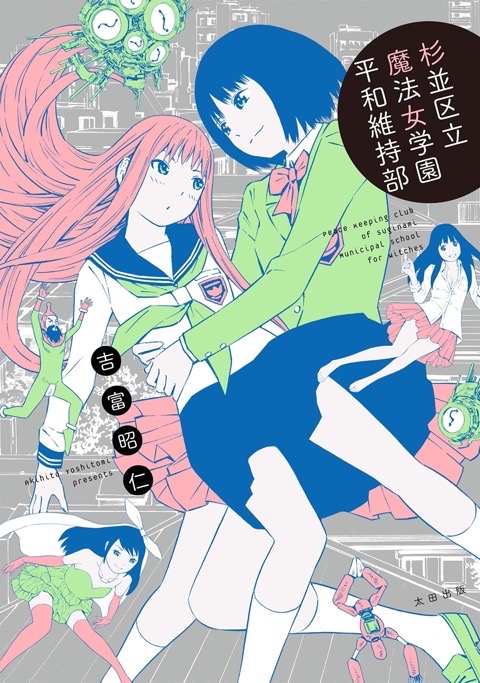 杉並区立
魔法女学園
平和維持部
Peace Keeping club
of suginami
Municipal school
for witches
吉富昭仁
Akihito Yoshitomi
presents
太田出版